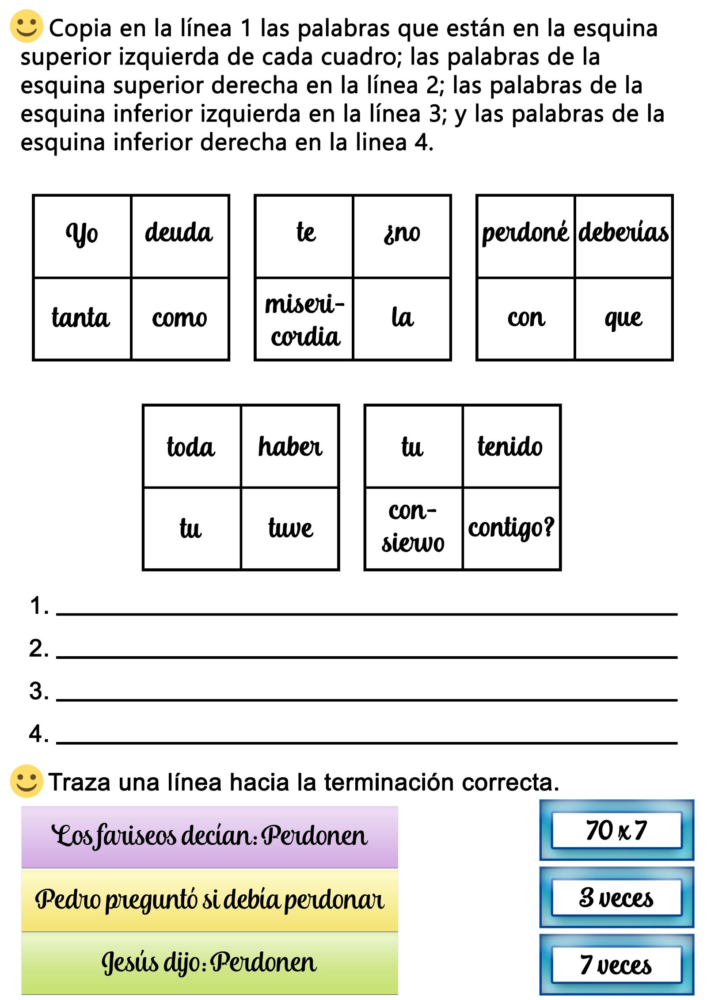 Copia en la línea 1 las palabras que están en la esquina
superior izquierda de cada cuadro; las palabras de la
esquina superior derecha en la línea 2; las palabras de la
esquina inferior izquierda en la línea 3; y las palabras de la
esquina inferior derecha en la linea 4.
Yo deuda
tanta como
te ¿no
miseri-
cordia la
perdoné deberías
con que
toda haber
tu tuve
tu tenido
con-
siervo contigo?
1.
2.
3.
4.
Traza una línea hacia la terminación correcta.
Los fariseos decían: Perdonen
70 x 7
Pedro preguntó si debía perdonar
3 veces
Jesús dijo: Perdonen
7 veces